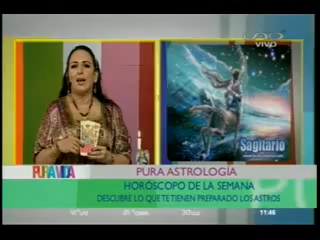 VIVO
Sagitario
PURA VIDA
PURA ASTROLOGÍA
HORÓSCOPO DE LA SEMANA
DESCUBRE LO QUE TE TIENEN PREPARADO LOS ASTROS
11:46